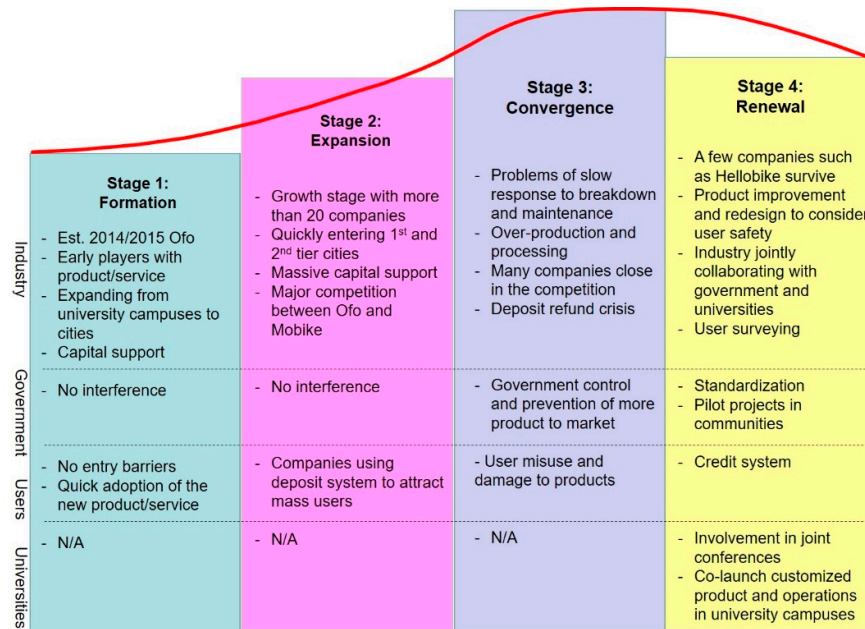 Industry
Government
Users
Universities
Stage 1:
Formation
- Est. 2014/2015 Ofo
- Early players with
product/service
- Expanding from
university campuses to
cities
- Capital support
- No interference
- No entry barriers
- Quick adoption of the
new product/service
- N/A
Stage 2:
Expansion
- Growth stage with more
than 20 companies
- Quickly entering 1st and
2nd tier cities
- Massive capital support
- Major competition
between Ofo and
Mobike
- No interference
- Companies using
deposit system to attract
mass users
- N/A
Stage 3:
Convergence
- Problems of slow
response to breakdown
and maintenance
- Over-production and
processing
- Many companies close
in the competition
- Deposit refund crisis
- Government control
and prevention of more
product to market
- User misuse and
damage to products
- N/A
Stage 4:
Renewal
- A few companies such
as Hellobike survive
- Product improvement
and redesign to consider
user safety
- Industry jointly
collaborating with
government and
universities
- User surveying
- Standardization
- Pilot projects in
communities
- Credit system
- Involvement in joint
conferences
- Co-launch customized
product and operations
in university campuses